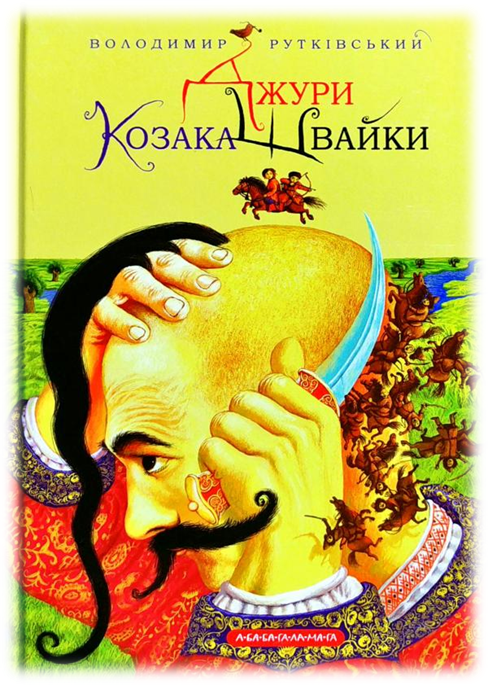 ВОЛОДИМИР РУТКІВСЬКИЙ
ДЖУРИ
КОЗАКА ШВАЙКИ
А-БА-БА-ГА-ЛА-МА-ГА